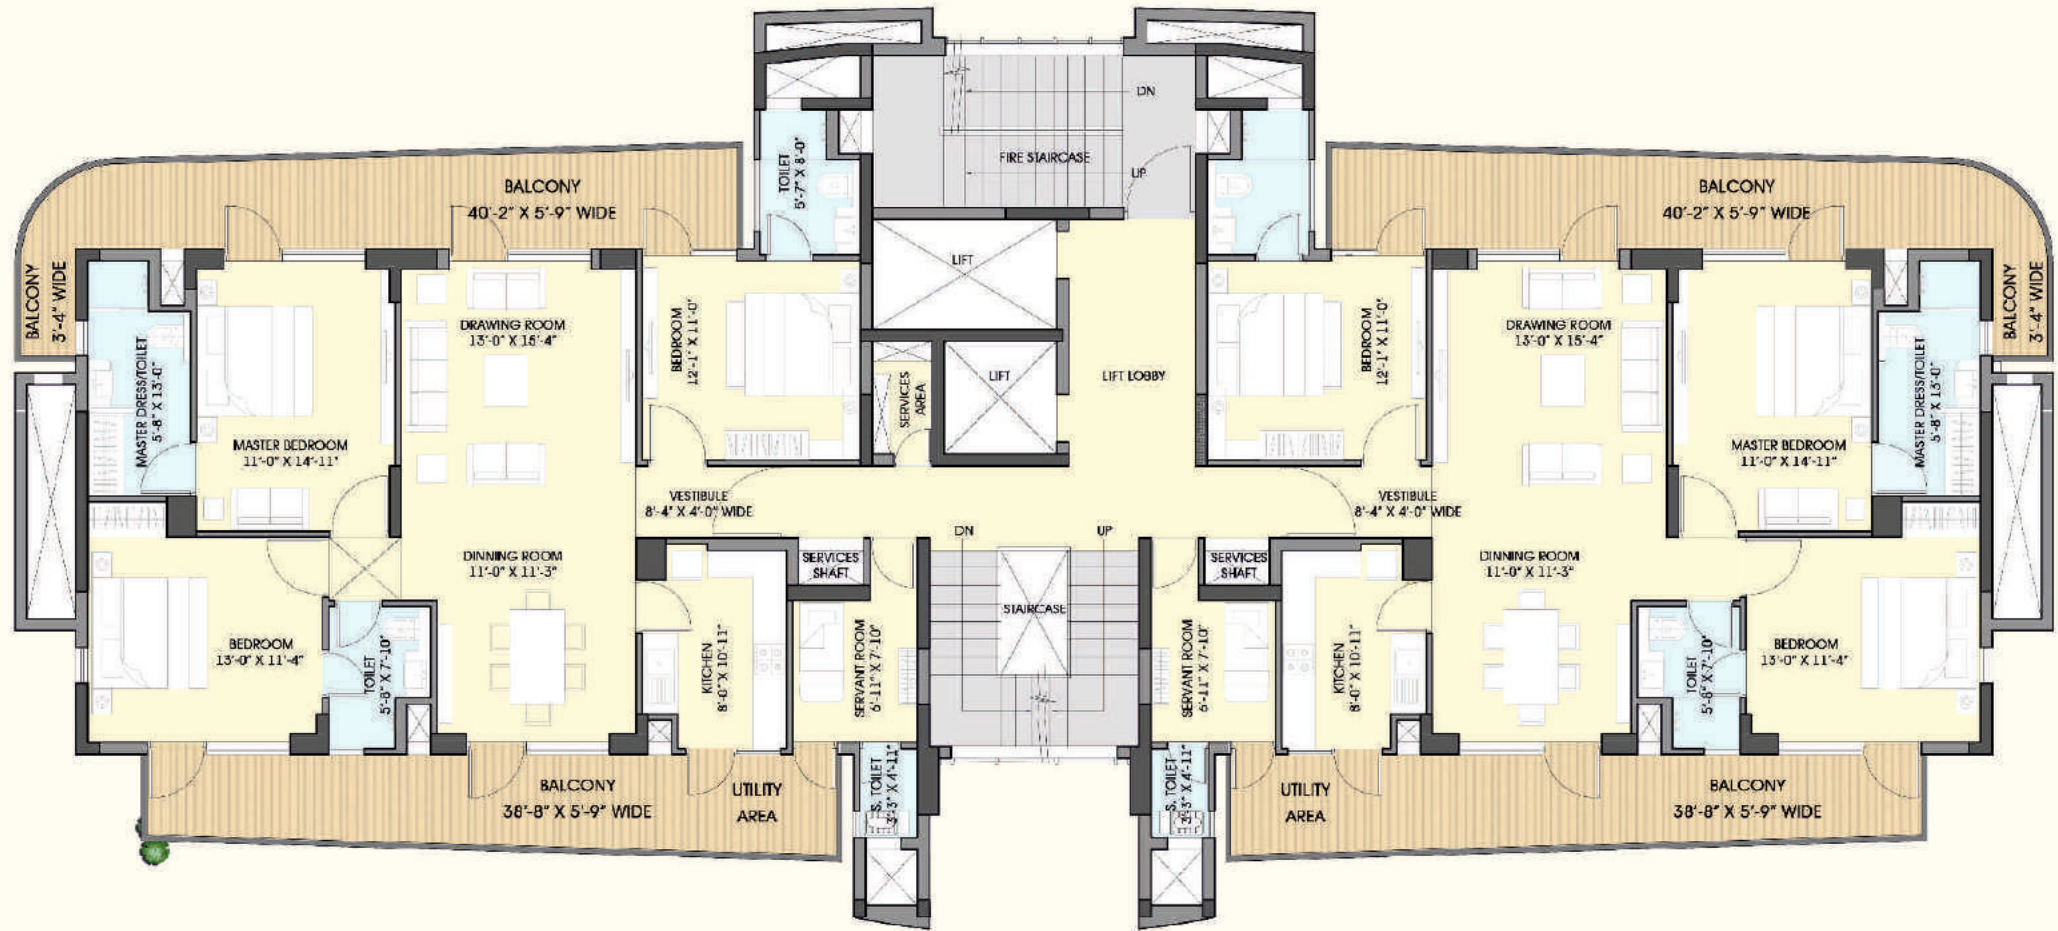 DN
FIRE STAIRCASE
UP
TOILET
5'-7" X 8'-0"
BALCONY
40'-2" X 5'-9" WIDE
BALCONY
40'-2" X 5'-9" WIDE
BALCONY
3'-4" WIDE
BALCONY
3'-4" WIDE
LIFT
LIFT
LIFT LOBBY
SERVICES
AREA
MASTER DRESS/TOILET
5'-8" X 13'-0"
MASTER BEDROOM
11'-0" X 14'-11"
DRAWING ROOM
13'-0" X 15'-4"
BEDROOM
12'-1" X 11'-0"
BEDROOM
12'-1" X 11'-0"
DRAWING ROOM
13'-0" X 15'-4"
MASTER BEDROOM
11'-0" X 14'-11"
MASTER DRESS/TOILET
5'-8" X 13'-0"
VESTIBULE
8'-4" X 4'-0" WIDE
VESTIBULE
8'-4" X 4'-0" WIDE
DN
UP
STAIRCASE
DINNING ROOM
11'-0" X 11'-3"
SERVICES
SHAFT
SERVICES
SHAFT
DINNING ROOM
11'-0" X 11'-3"
BEDROOM
13'-0" X 11'-4"
TOILET
5'-8" X 7'-10"
KITCHEN
8'-0" X 10'-11"
SERVANT ROOM
6'-11" X 7'-10"
SERVANT ROOM
6'-11" X 7'-10"
KITCHEN
8'-0" X 10'-11"
TOILET
5'-8" X 7'-10"
BEDROOM
13'-0" X 11'-4"
BALCONY
38'-8" X 5'-9" WIDE
UTILITY
AREA
S. TOILET
3'-3" X 4'-11"
S. TOILET
3'-3" X 4'-11"
UTILITY
AREA
BALCONY
38'-8" X 5'-9" WIDE